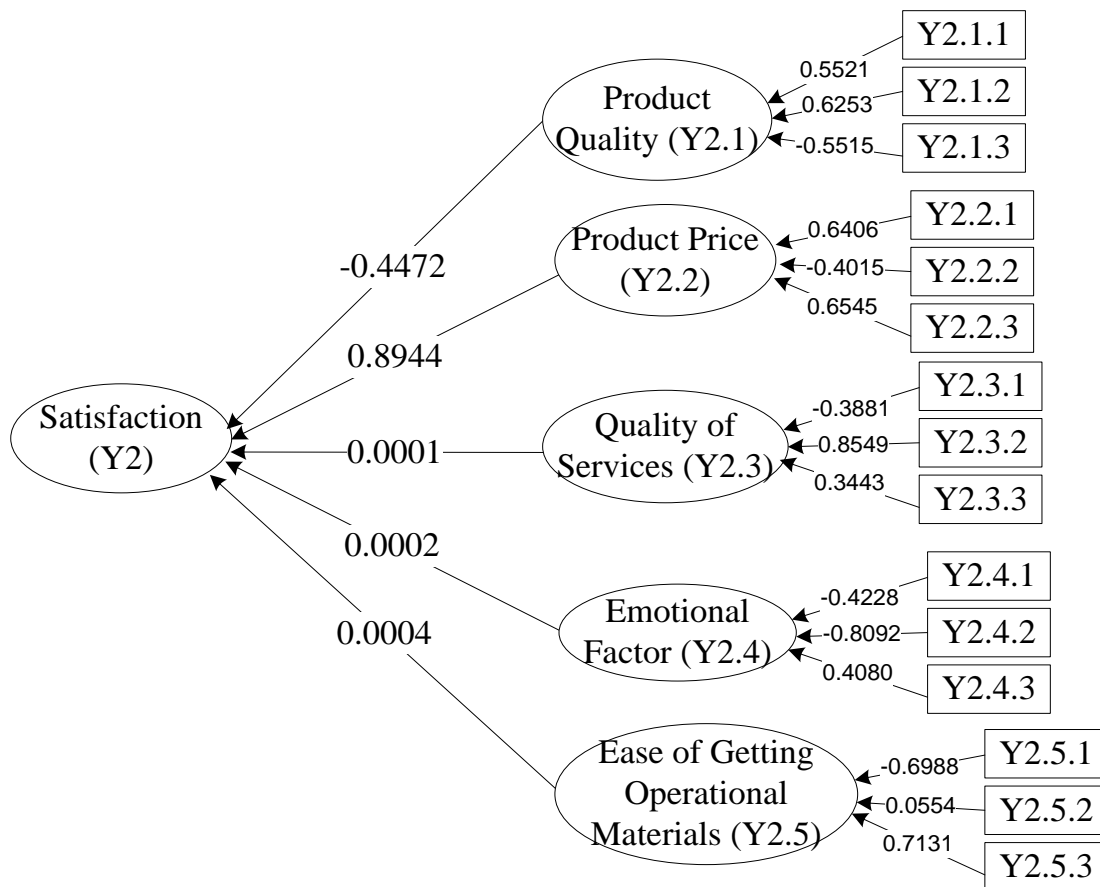 Y2.1.1
0.5521
Product
Quality (Y2.1)
Y2.1.2
0.6253
Y2.1.3
-0.5515
-0.4472
Product Price
(Y2.2)
Y2.2.1
0.6406
Y2.2.2
-0.4015
Y2.2.3
0.6545
0.8944
Satisfaction
(Y2)
Quality of
Services (Y2.3)
Y2.3.1
-0.3881
Y2.3.2
0.8549
Y2.3.3
0.3443
0.0001
Emotional
Factor (Y2.4)
Y2.4.1
-0.4228
Y2.4.2
-0.8092
Y2.4.3
0.4080
0.0002
Ease of Getting
Operational
Materials (Y2.5)
Y2.5.1
-0.6988
Y2.5.2
0.0554
Y2.5.3
0.7131
0.0004